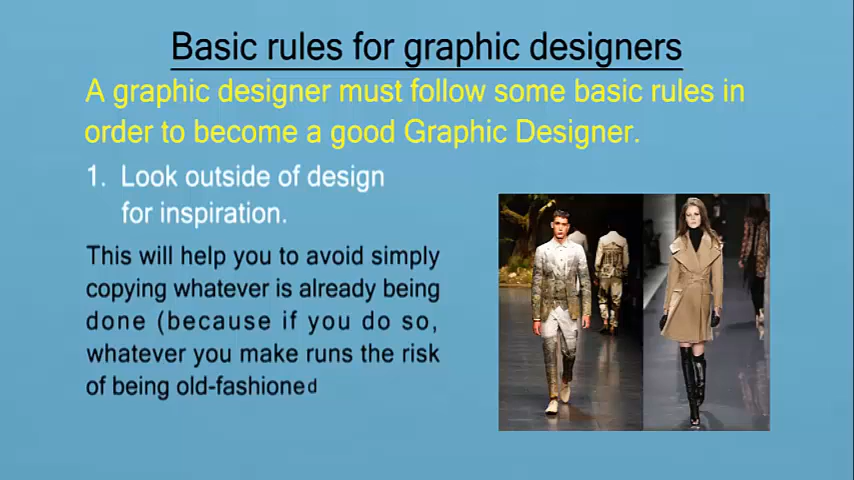 Basic rules for graphic designers
A graphic designer must follow some basic rules in
order to become a good Graphic Designer.
1. Look outside of design
for inspiration.
This will help you to avoid simply
copying whatever is already being
done (because if you do so,
whatever you make runs the risk
of being old-fashioned